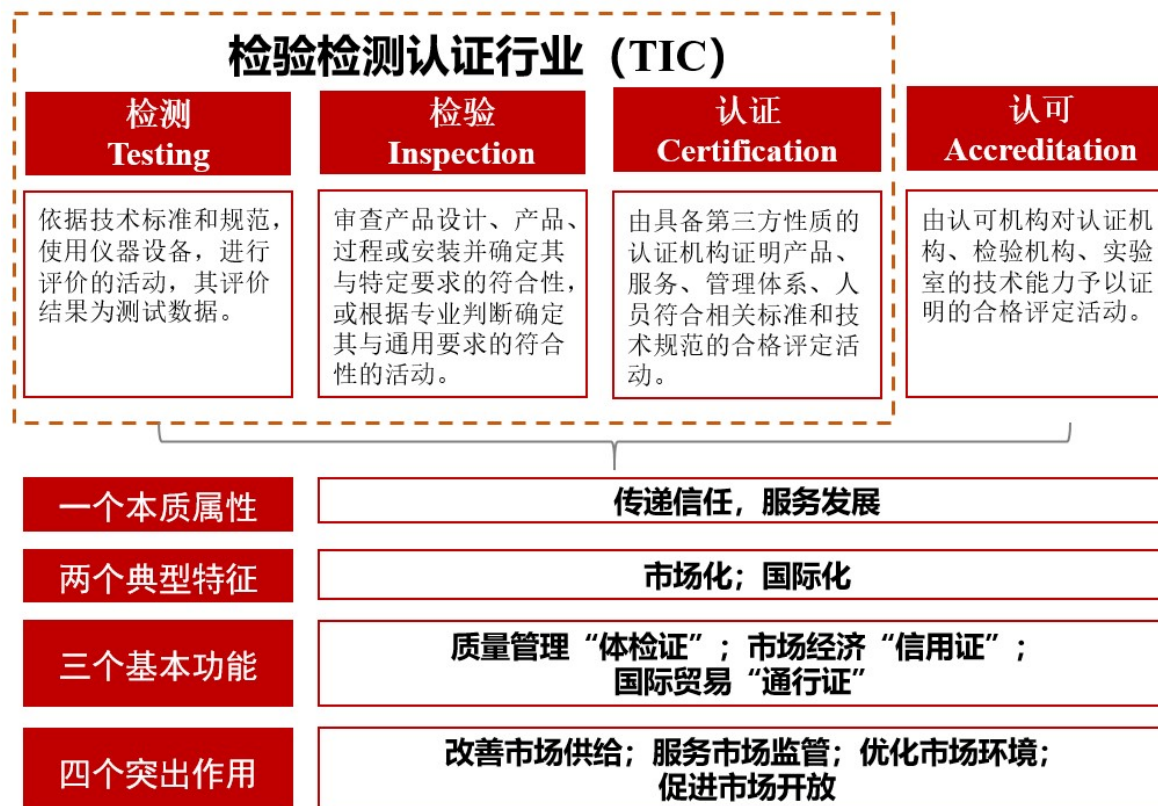 检验检测认证行业（TIC）
检测
Testing
检验
Inspection
认证
Certification
认可
Accreditation
依据技术标准和规范，
使用仪器设备，进行
评价的活动，其评价
结果为测试数据。
审查产品设计、产品、
过程或安装并确定其
与特定要求的符合性，
或根据专业判断确定
其与通用要求的符合
性的活动。
由具备第三方性质的
认证机构证明产品、
服务、管理体系、人
员符合相关标准和技
术规范的合格评定活
动。
由认可机构对认证机
构、检验机构、实验
室的技术能力予以证
明的合格评定活动。
一个本质属性
传递信任，服务发展
两个典型特征
市场化；国际化
三个基本功能
质量管理“体检证”；市场经济“信用证”；
国际贸易“通行证”
四个突出作用
改善市场供给；服务市场监管；优化市场环境；
促进市场开放